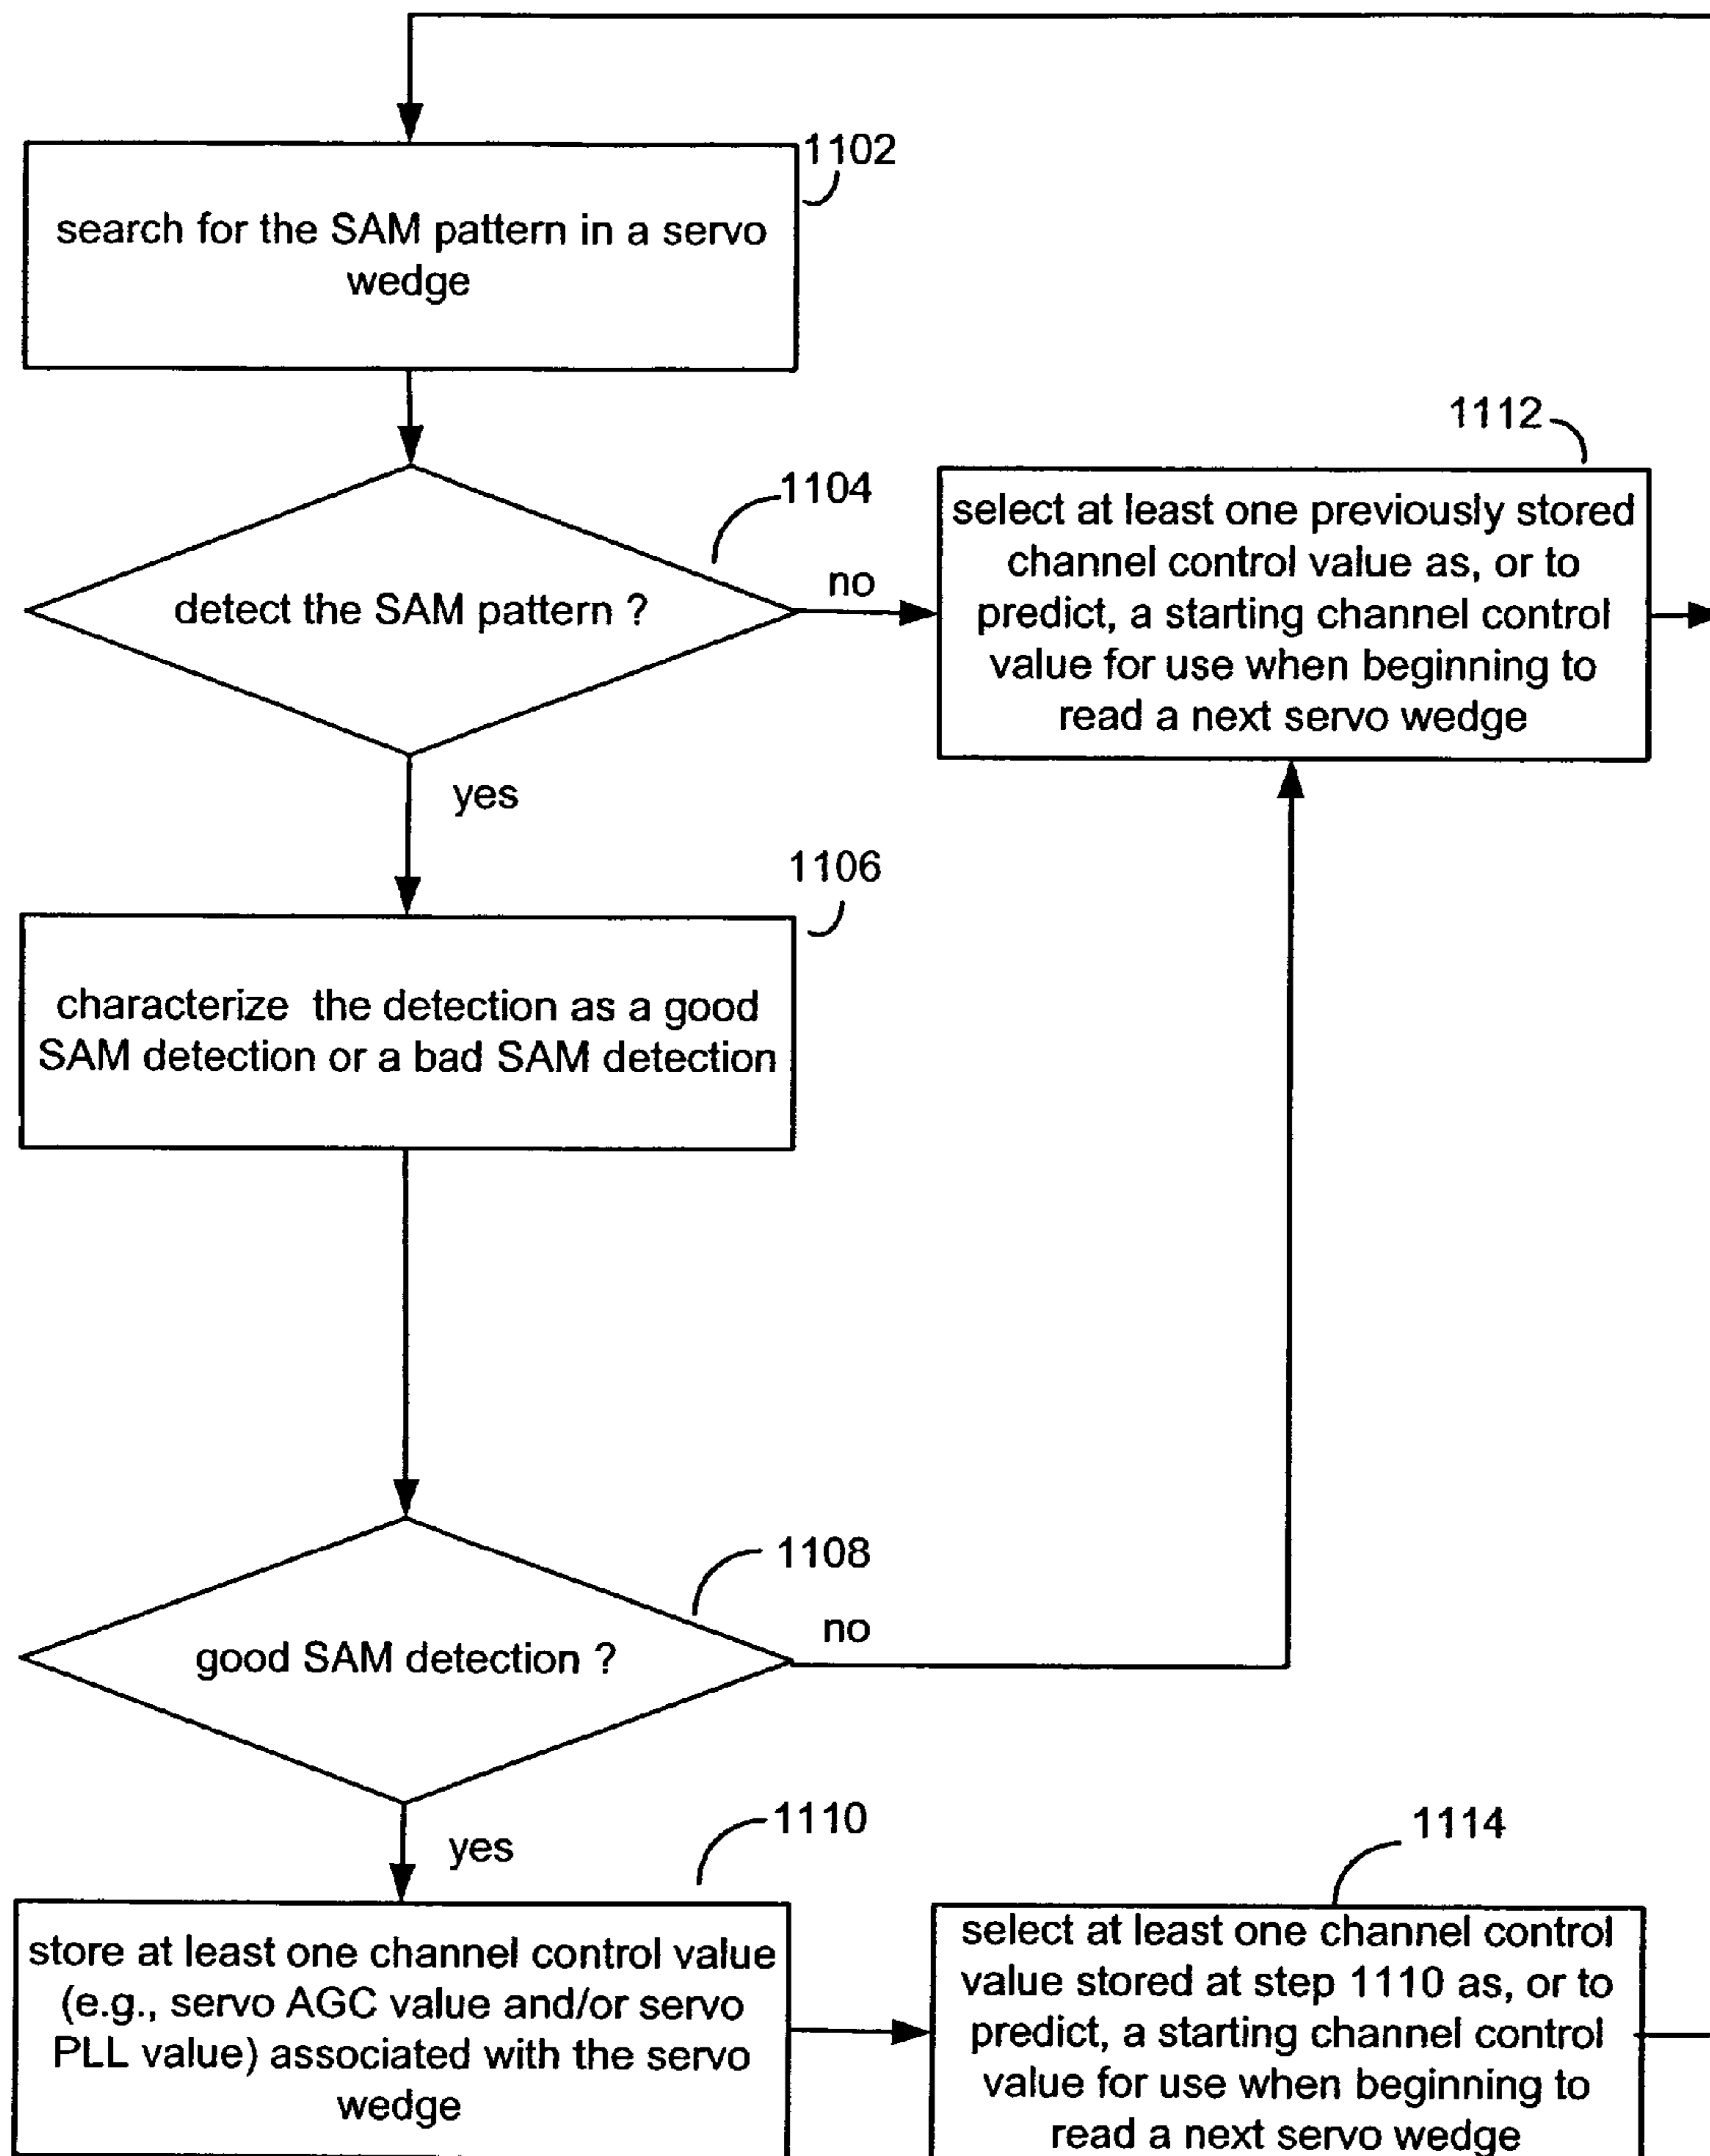 1102
search for the SAM pattern in a servo
wedge
1104
detect the SAM pattern ?
no
yes
1112
select at least one previously stored
channel control value as, or to
predict, a starting channel control
value for use when beginning to
read a next servo wedge
1106
characterize the detection as a good
SAM detection or a bad SAM detection
1108
good SAM detection ?
no
yes
1110
store at least one channel control value
(e.g., servo AGC value and/or servo
PLL value) associated with the servo
wedge
1114
select at least one channel control
value stored at step 1110 as, or to
predict, a starting channel control
value for use when beginning to
read a next servo wedge